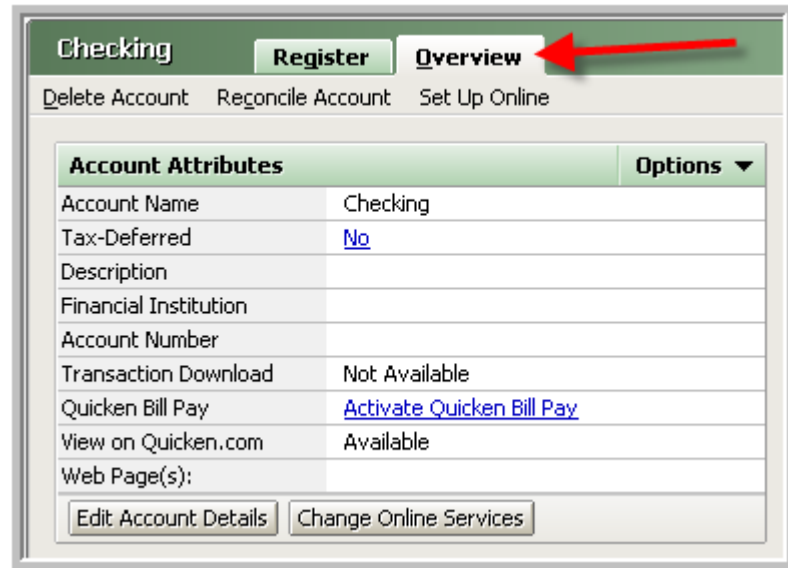 Checking Register Overview
Delete Account Reconcile Account Set Up Online
Account Attributes Options
Account Name Checking
Tax-Deferred No
Description
Financial Institution
Account Number
Transaction Download Not Available
Quicken Bill Pay Activate Quicken Bill Pay
View on Quicken.com Available
Web Page(s):
Edit Account Details Change Online Services